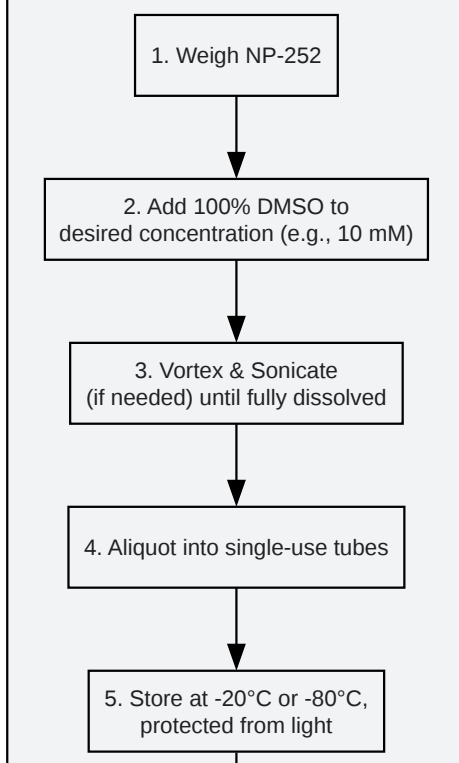 1. Weigh NP-252
2. Add 100% DMSO to
desired concentration (e.g., 10 mM)
3. Vortex & Sonicate
(if needed) until fully dissolved
4. Aliquot into single-use tubes
5. Store at -20°C or -80°C,
protected from light